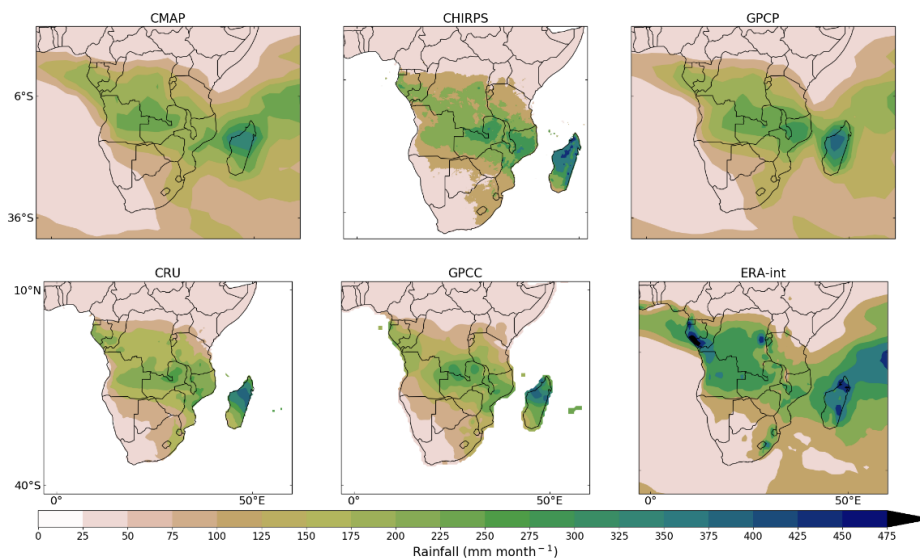 CMAP CHIRPS GPCP
6°S
36°S
CRU GPCC ERA-int
10°N
40°S
0° 50°E 0° 50°E 0° 50°E
0 25 50 75 100 125 150 175 200 225 250 275 300 325 350 375 400 425 450 475
Rainfall (mm month⁻¹)